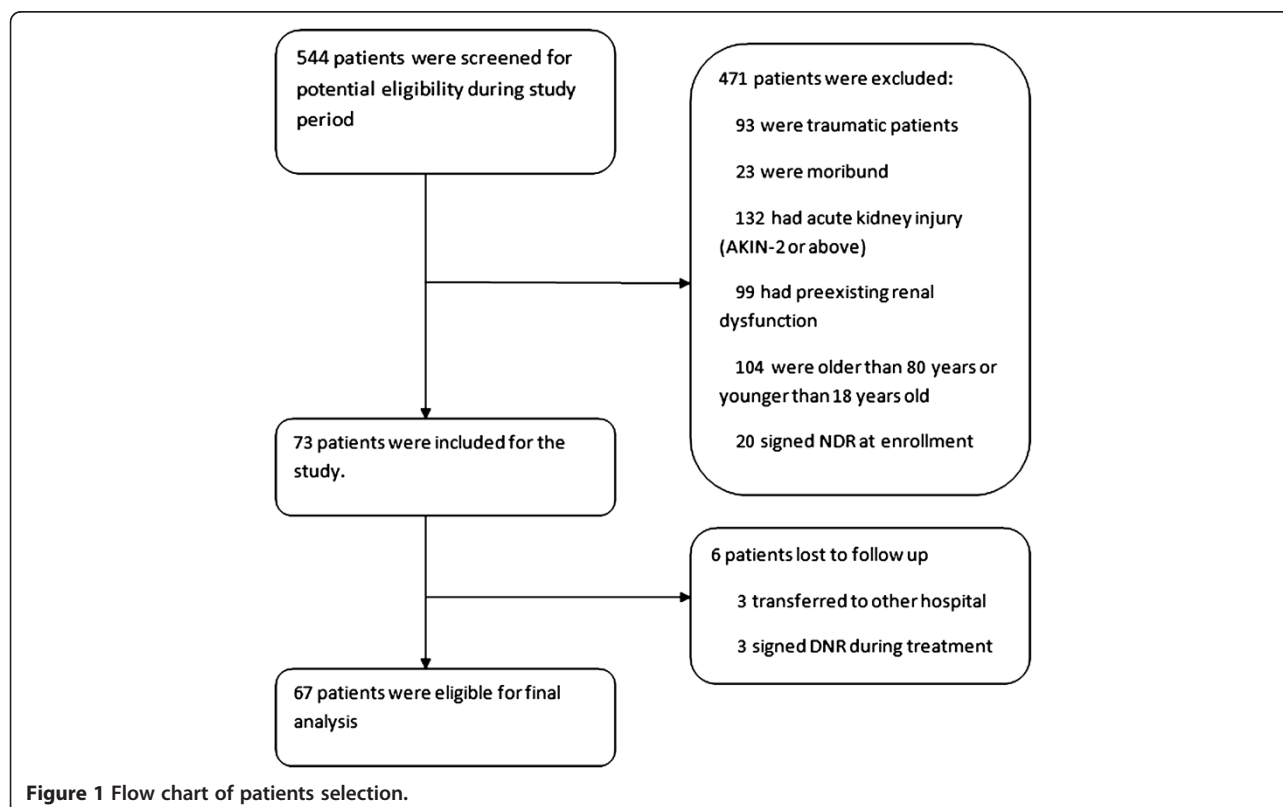 544 patients were screened for
potential eligibility during study
period
471 patients were excluded:
93 were traumatic patients
23 were moribund
132 had acute kidney injury
(AKIN-2 or above)
99 had preexisting renal
dysfunction
104 were older than 80 years or
younger than 18 years old
20 signed NDR at enrollment
73 patients were included for the
study.
6 patients lost to follow up
3 transferred to other hospital
3 signed DNR during treatment
67 patients were eligible for final
analysis
Figure 1 Flow chart of patients selection.